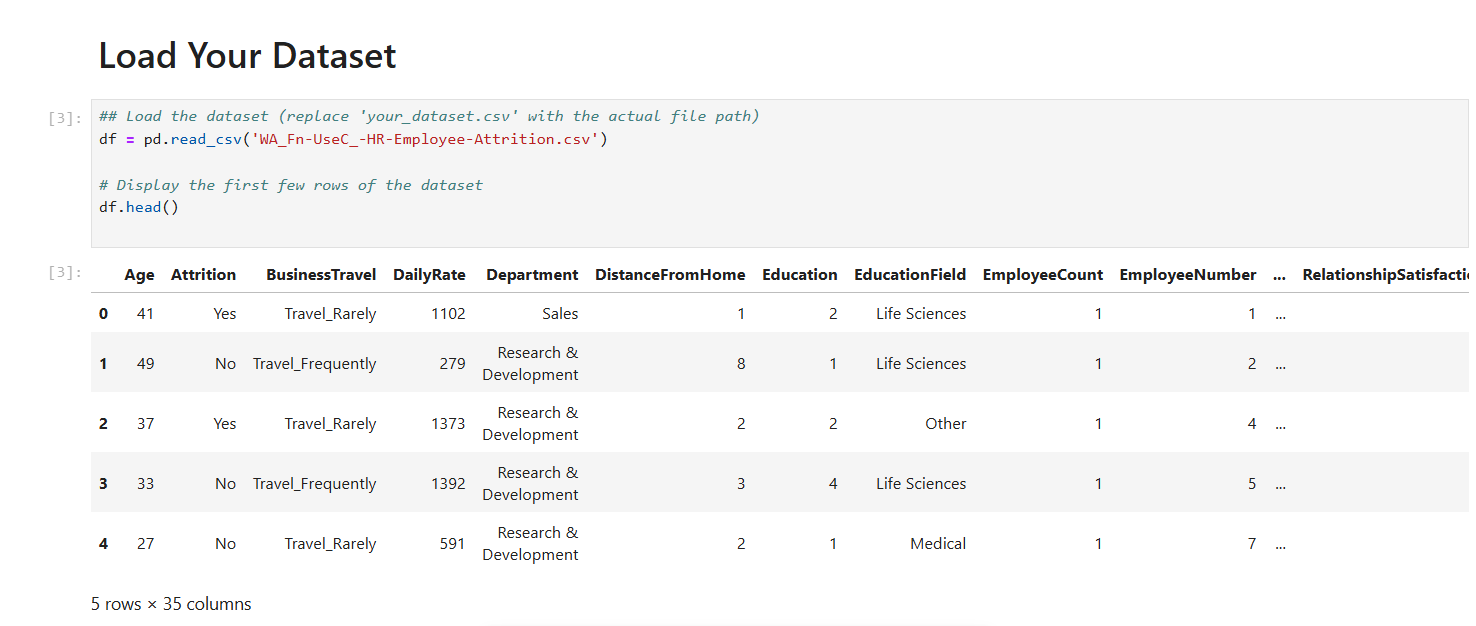 Load Your Dataset
[3]:
## Load the dataset (replace 'your_dataset.csv' with the actual file path)
df = pd.read_csv('WA_Fn-UseC_-HR-Employee-Attrition.csv')
# Display the first few rows of the dataset
df.head()
[3]:
Age Attrition BusinessTravel DailyRate Department DistanceFromHome Education EducationField EmployeeCount EmployeeNumber ... RelationshipSatisfacti
0 41 Yes Travel_Rarely 1102 Sales 1 2 Life Sciences 1 1 ...
1 49 No Travel_Frequently 279 Research & Development 8 1 Life Sciences 1 2 ...
2 37 Yes Travel_Rarely 1373 Research & Development 2 2 Other 1 4 ...
3 33 No Travel_Frequently 1392 Research & Development 3 4 Life Sciences 1 5 ...
4 27 No Travel_Rarely 591 Research & Development 2 1 Medical 1 7 ...
5 rows × 35 columns